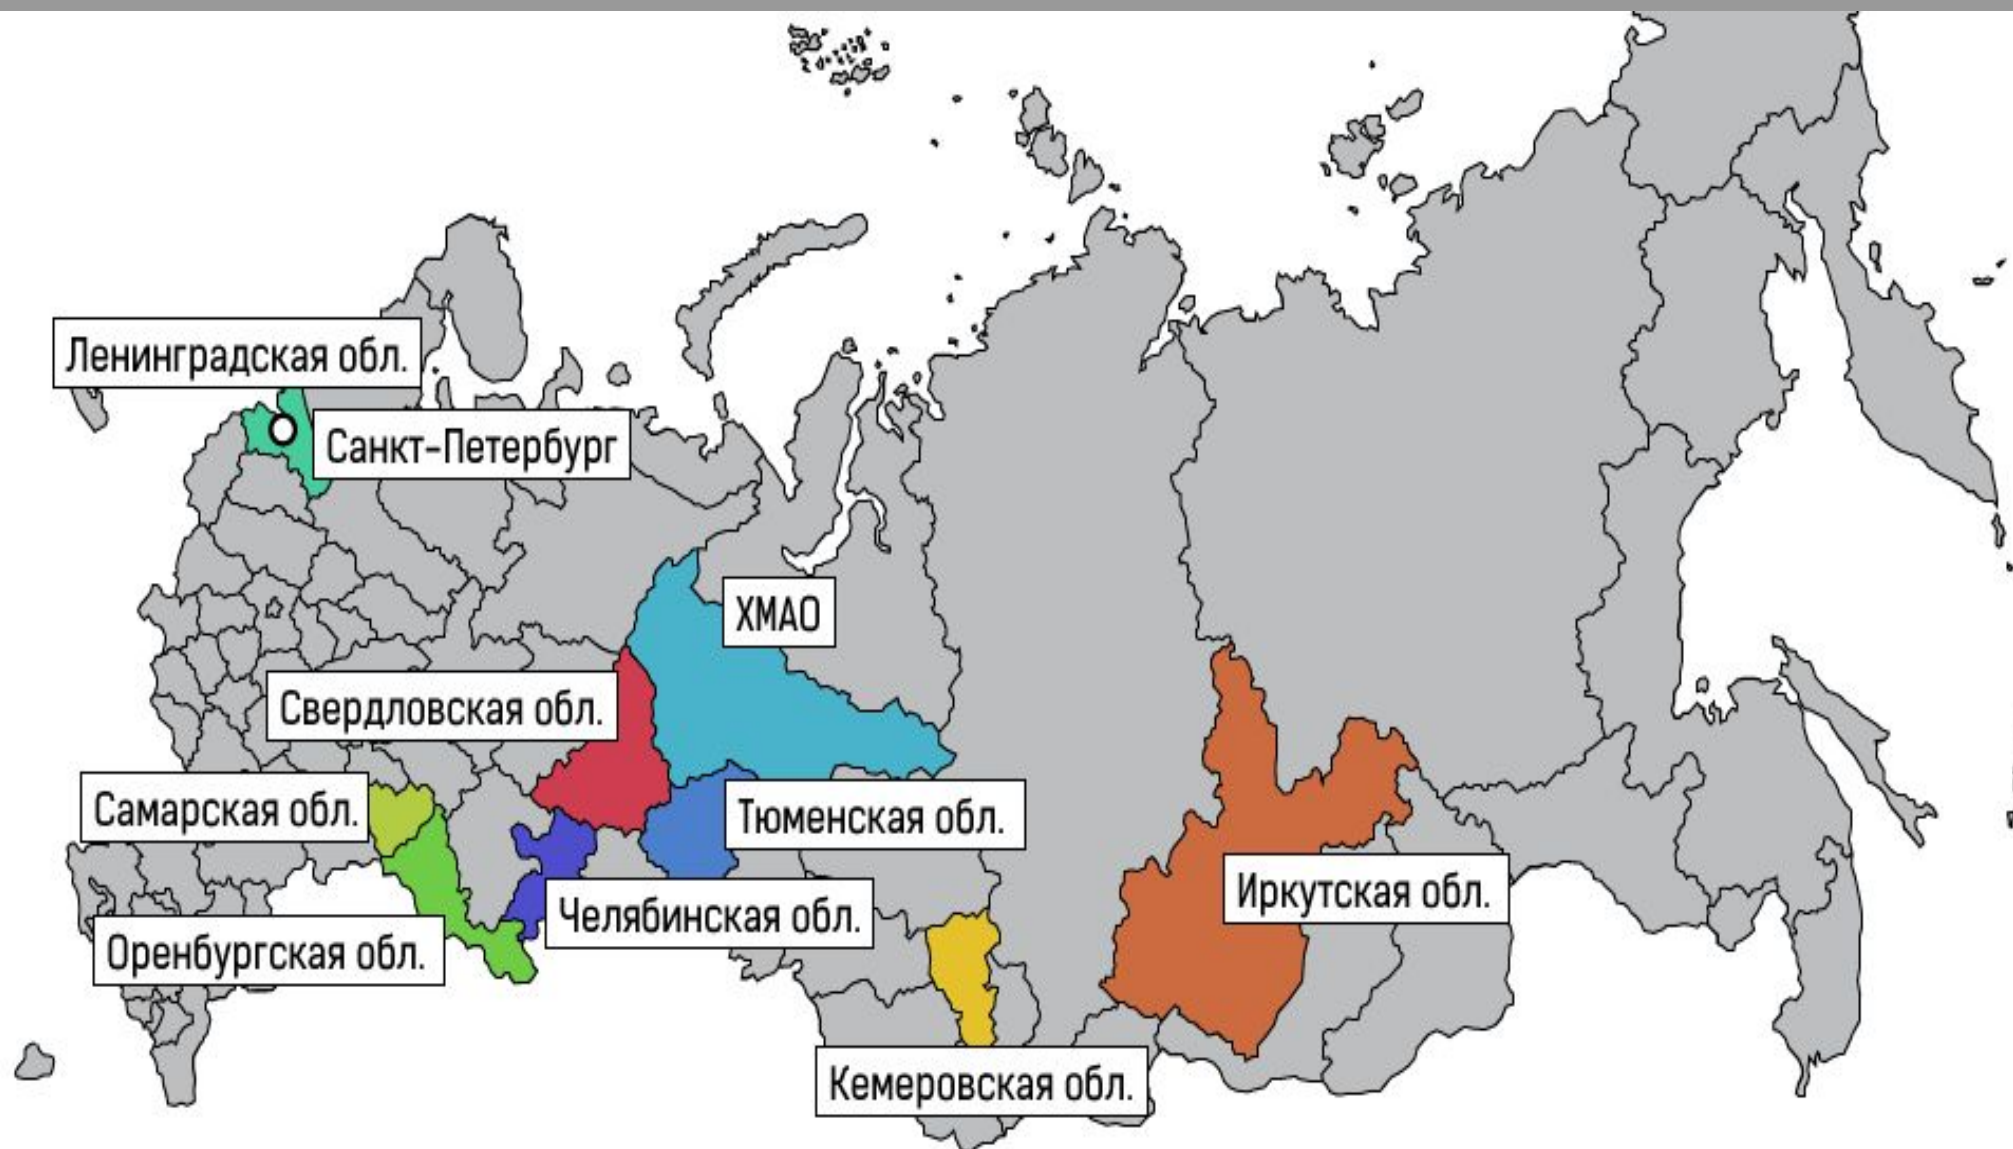 Ленинградская обл.
Санкт-Петербург
ХМАО
Свердловская обл.
Самарская обл.
Тюменская обл.
Иркутская обл.
Челябинская обл.
Оренбургская обл.
Кемеровская обл.